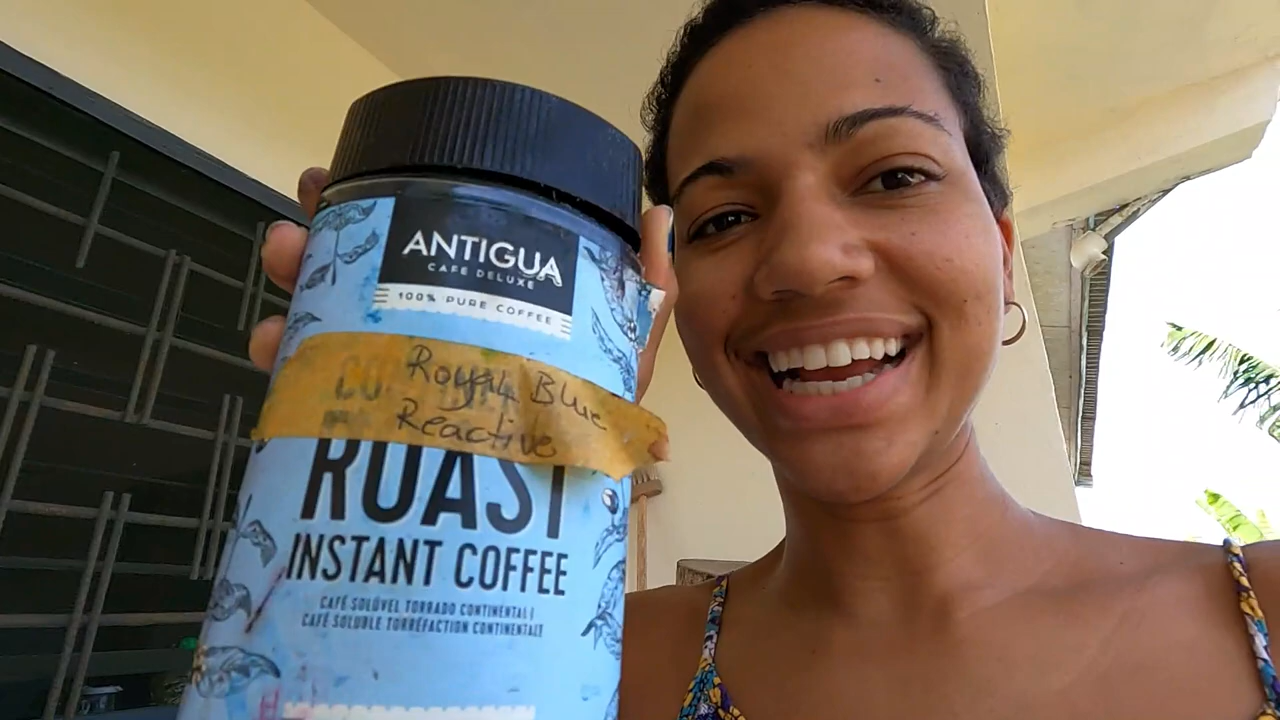 ANTIGUA
CAFE DELUXE
100% PURE COFFEE
Royal Blue
Reactive
ROAST
INSTANT COFFEE
CAFÉ SOLÚVEL TORRADO CONTINENTAL |
CAFÉ SOLUBLE TORRÉFACTION CONTINENTALE